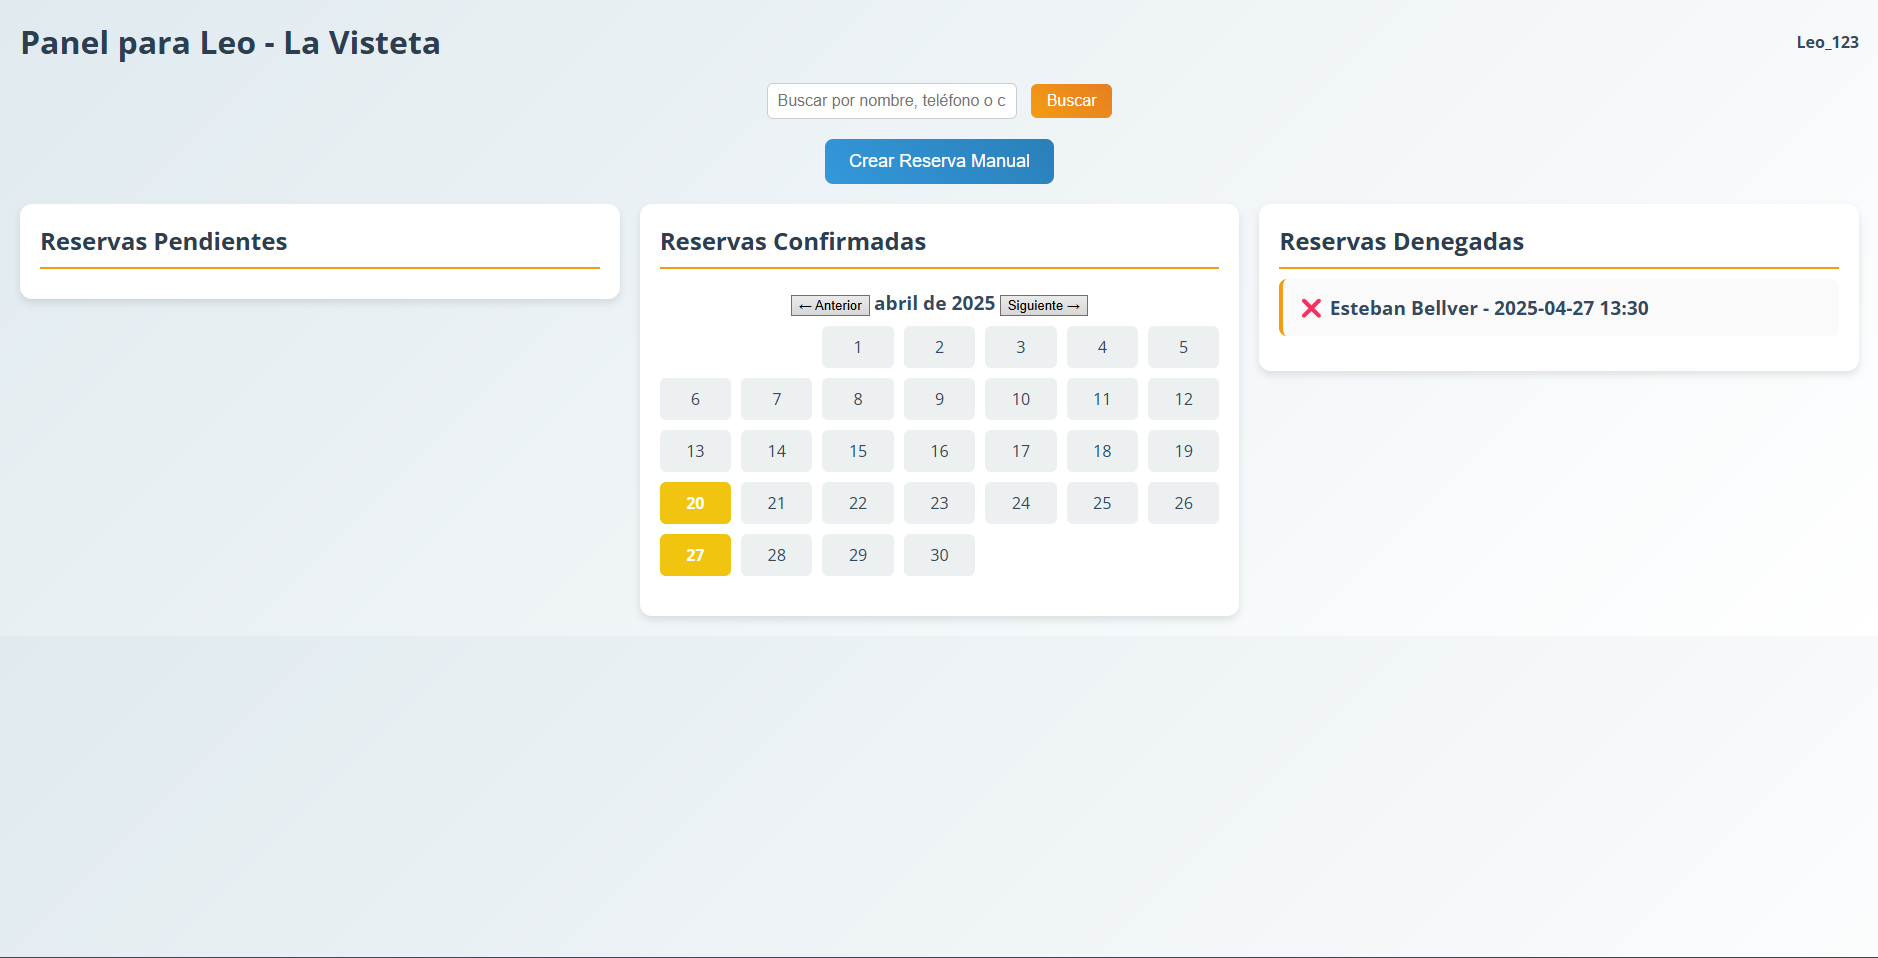 Panel para Leo - La Visteta
Leo_123
Buscar por nombre, teléfono o c
Buscar
Crear Reserva Manual
Reservas Pendientes
Reservas Confirmadas
← Anterior abril de 2025 Siguiente →
1 2 3 4 5
6 7 8 9 10 11 12
13 14 15 16 17 18 19
20 21 22 23 24 25 26
27 28 29 30
Reservas Denegadas
❌ Esteban Bellver - 2025-04-27 13:30